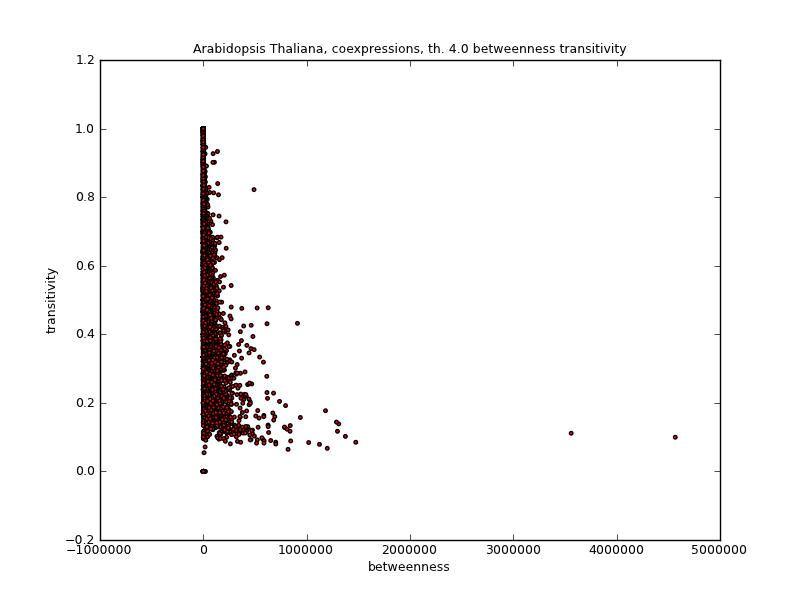 Arabidopsis Thaliana, coexpressions, th. 4.0 betweenness transitivity
1.2
1.0
0.8
0.6
0.4
0.2
0.0
−0.2
transitivity
−1000000 0 1000000 2000000 3000000 4000000 5000000
betweenness